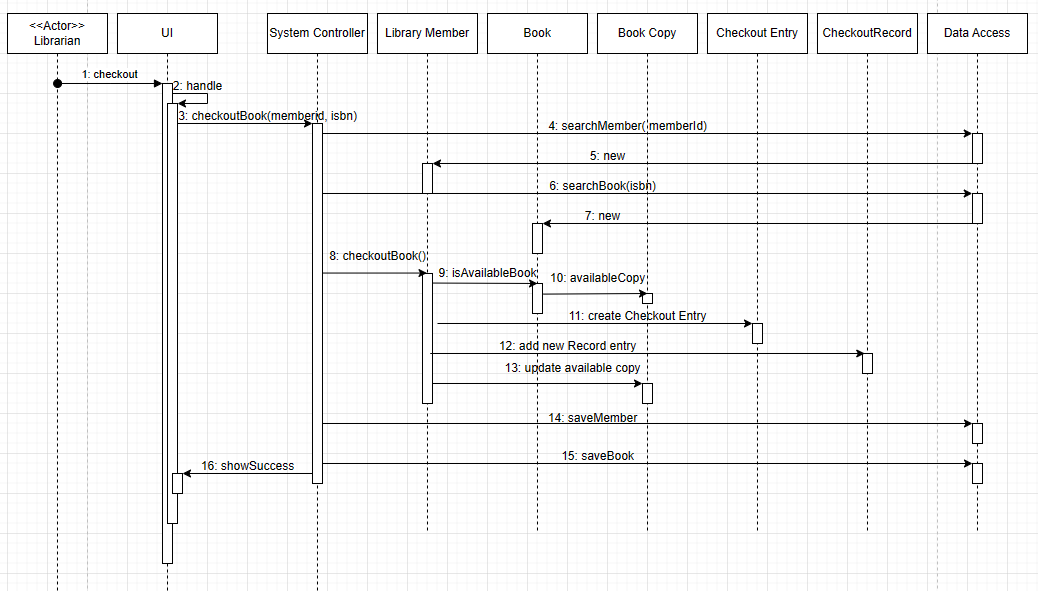 <<Actor>>
Librarian
UI
System Controller
Library Member
Book
Book Copy
Checkout Entry
CheckoutRecord
Data Access
1: checkout
2: handle
3: checkoutBook(memberid, isbn)
4: searchMember( memberId)
5: new
6: searchBook(isbn)
7: new
8: checkoutBook()
9: isAvailableBook
10: availableCopy
11: create Checkout Entry
12: add new Record entry
13: update available copy
14: saveMember
15: saveBook
16: showSuccess